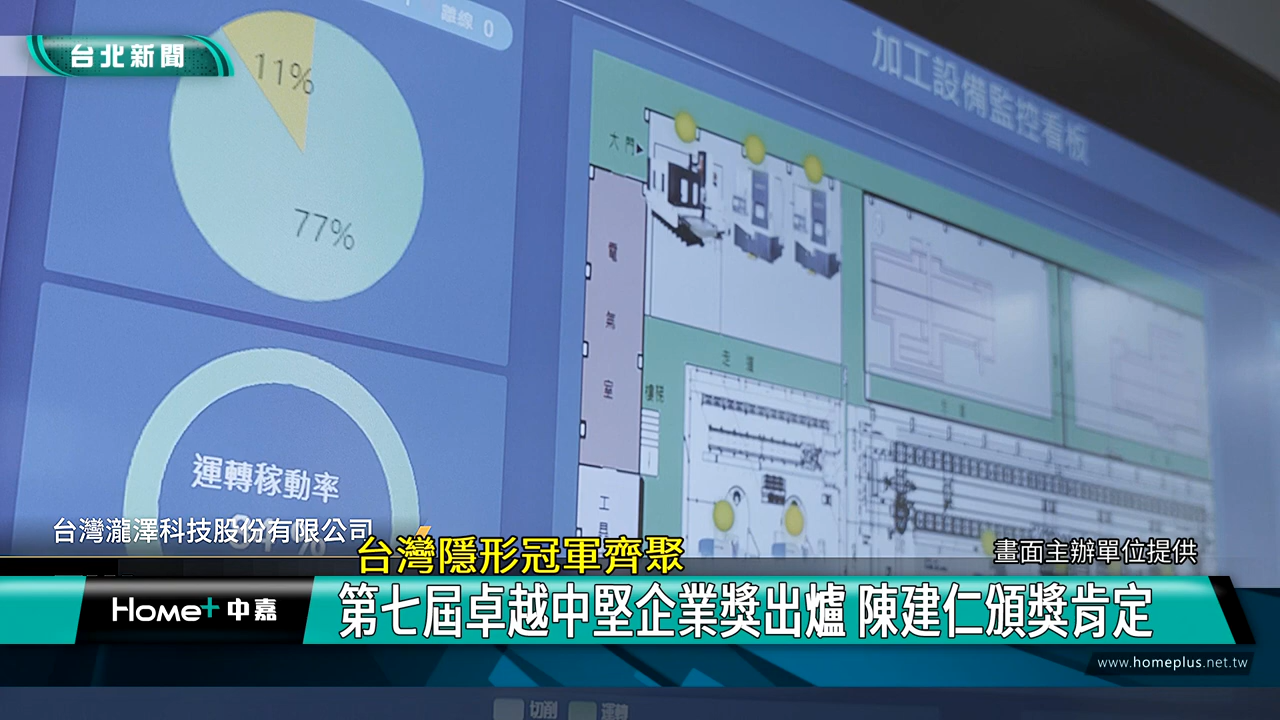 離線 0
台北新聞
11%
77%
加工設備監控看板
大門
電氣室
走道
樓梯
運轉稼動率
台灣瀧澤科技股份有限公司
台灣隱形冠軍齊聚
畫面主辦單位提供
Home+中嘉
第七屆卓越中堅企業獎出爐 陳建仁頒獎肯定
www.homeplus.net.tw
切削
運轉